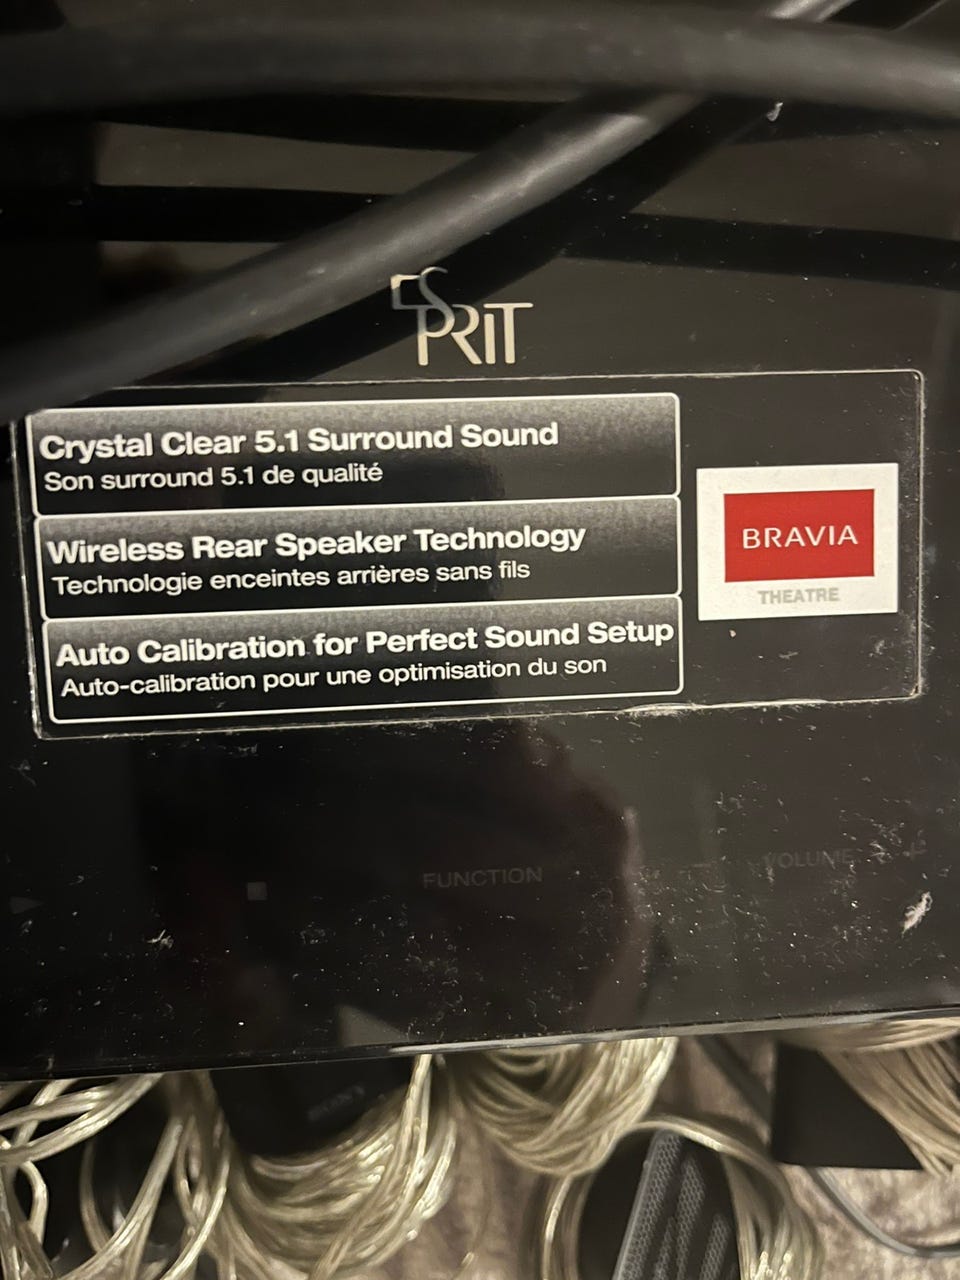 ESPRIT
Crystal Clear 5.1 Surround Sound
Son surround 5.1 de qualité
Wireless Rear Speaker Technology
Technologie enceintes arrières sans fils
Auto Calibration for Perfect Sound Setup
Auto-calibration pour une optimisation du son
BRAVIA
THEATRE
FUNCTION
VOLUME +
SONY